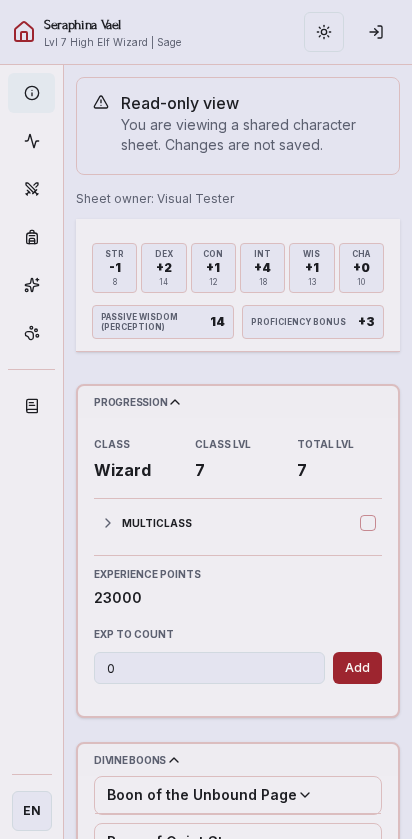 Seraphina Vael
Lvl 7 High Elf Wizard | Sage
Read-only view
You are viewing a shared character
sheet. Changes are not saved.
Sheet owner: Visual Tester
STR DEX CON INT WIS CHA
-1 +2 +1 +4 +1 +0
8 14 12 18 13 10
PASSIVE WISDOM
(PERCEPTION) 14 PROFICIENCY BONUS +3
PROGRESSION
CLASS CLASS LVL TOTAL LVL
Wizard 7 7
MULTICLASS
EXPERIENCE POINTS
23000
EXP TO COUNT
0 Add
DIVINE BOONS
Boon of the Unbound Page
EN